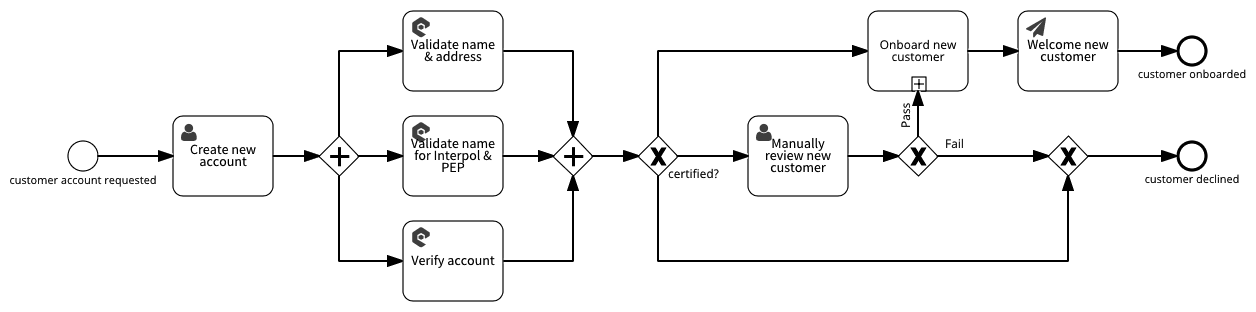 customer account requested
Create new
account
Validate name
& address
Validate name
for Interpol &
PEP
Verify account
certified?
Manually
review new
customer
Pass
Fail
Onboard new
customer
Welcome new
customer
customer onboarded
customer declined